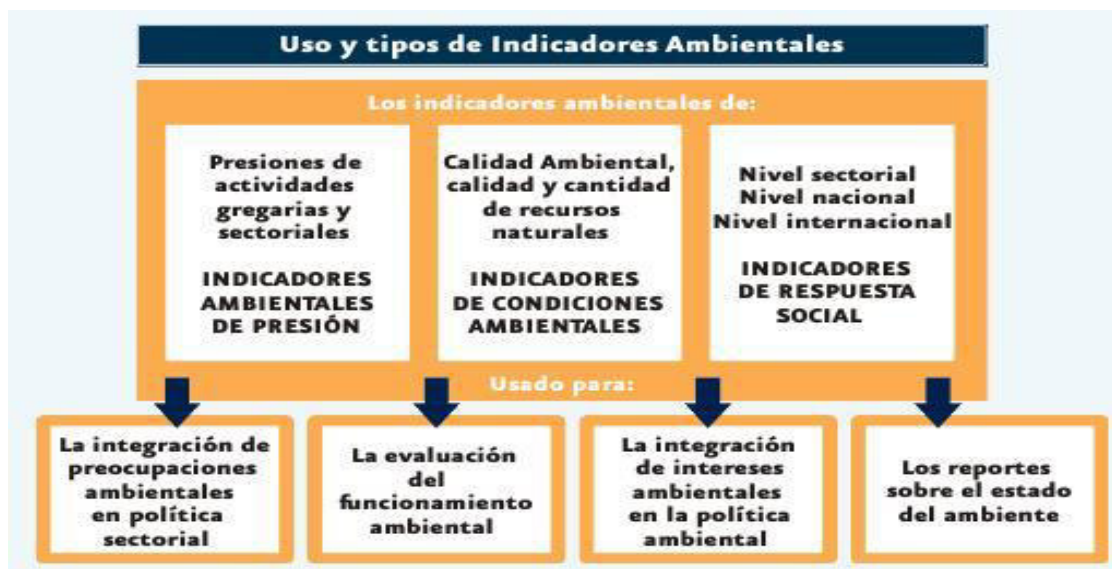 Uso y tipos de Indicadores Ambientales
Los indicadores ambientales de:
Presiones de
actividades
gregarias y
sectoriales
INDICADORES
AMBIENTALES
DE PRESIÓN
Calidad Ambiental,
calidad y cantidad
de recursos
naturales
INDICADORES
DE CONDICIONES
AMBIENTALES
Nivel sectorial
Nivel nacional
Nivel internacional
INDICADORES
DE RESPUESTA
SOCIAL
Usado para:
La integración de
preocupaciones
ambientales
en política
sectorial
La evaluación
del
funcionamiento
ambiental
La integración
de intereses
ambientales
en la política
ambiental
Los reportes
sobre el estado
del ambiente